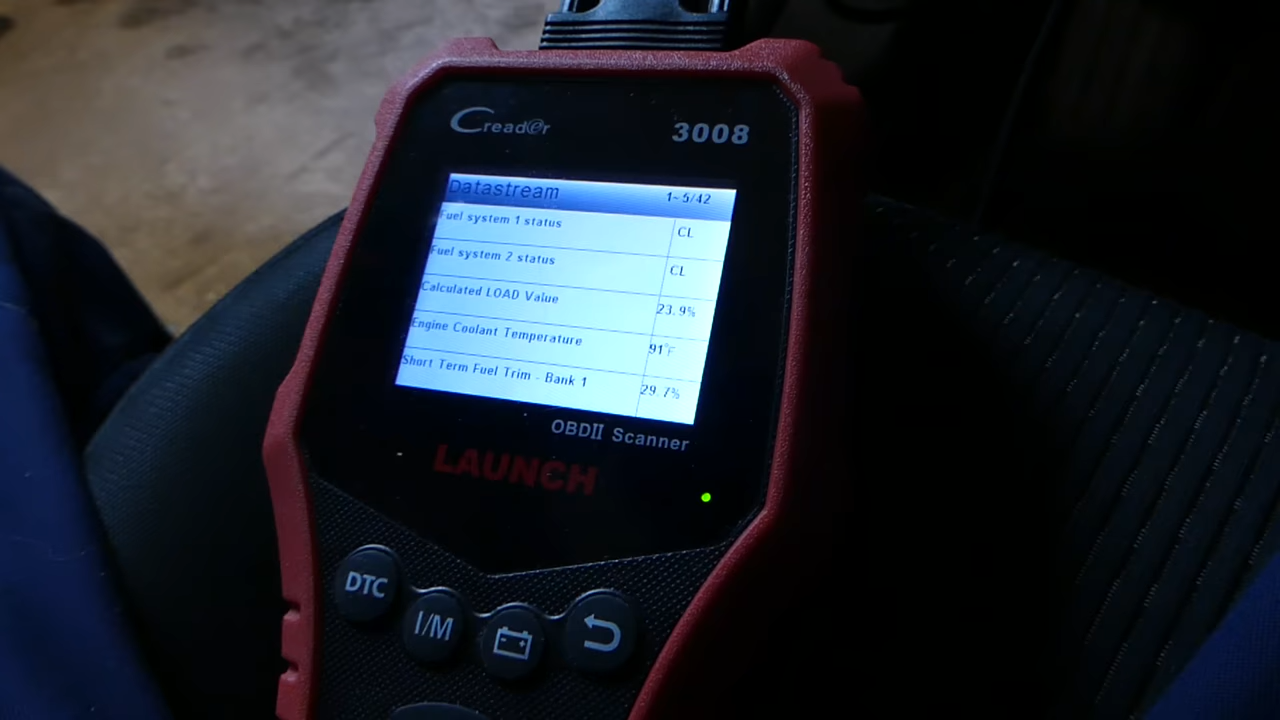 Creader 3008
Datastream 1~5/42
Fuel system 1 status CL
Fuel system 2 status CL
Calculated LOAD Value 23.9%
Engine Coolant Temperature 91°F
Short Term Fuel Trim - Bank 1 29.7%
OBDII Scanner
LAUNCH
DTC
I/M